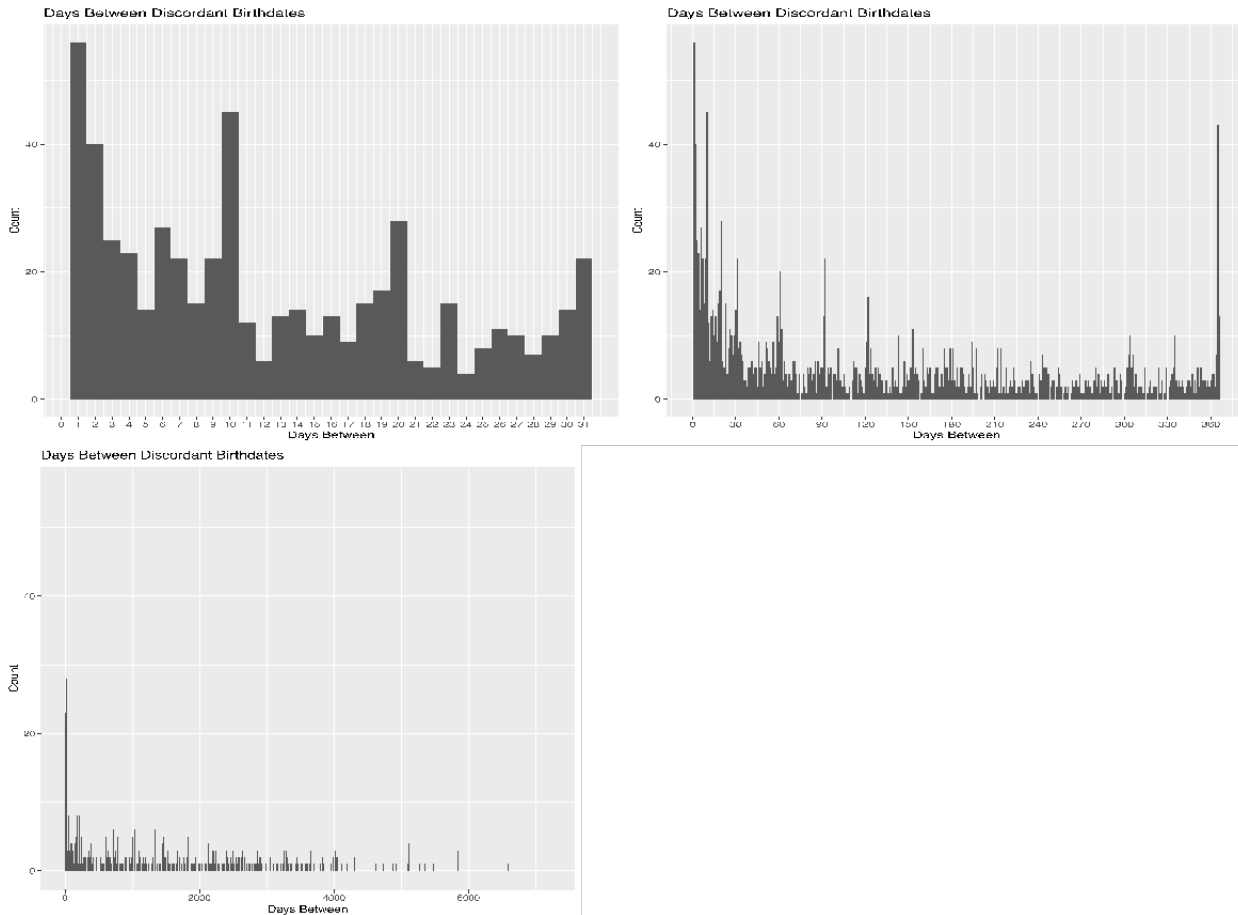 Days Between Discordant Birthdates
Count
40
20
0
0 1 2 3 4 5 6 7 8 9 10 11 12 13 14 15 16 17 18 19 20 21 22 23 24 25 26 27 28 29 30 31
Days Between
Days Between Discordant Birthdates
Count
40
20
0
0 30 60 90 120 150 180 210 240 270 300 330 360
Days Between
Days Between Discordant Birthdates
Count
40
20
0
0 2000 4000 6000
Days Between